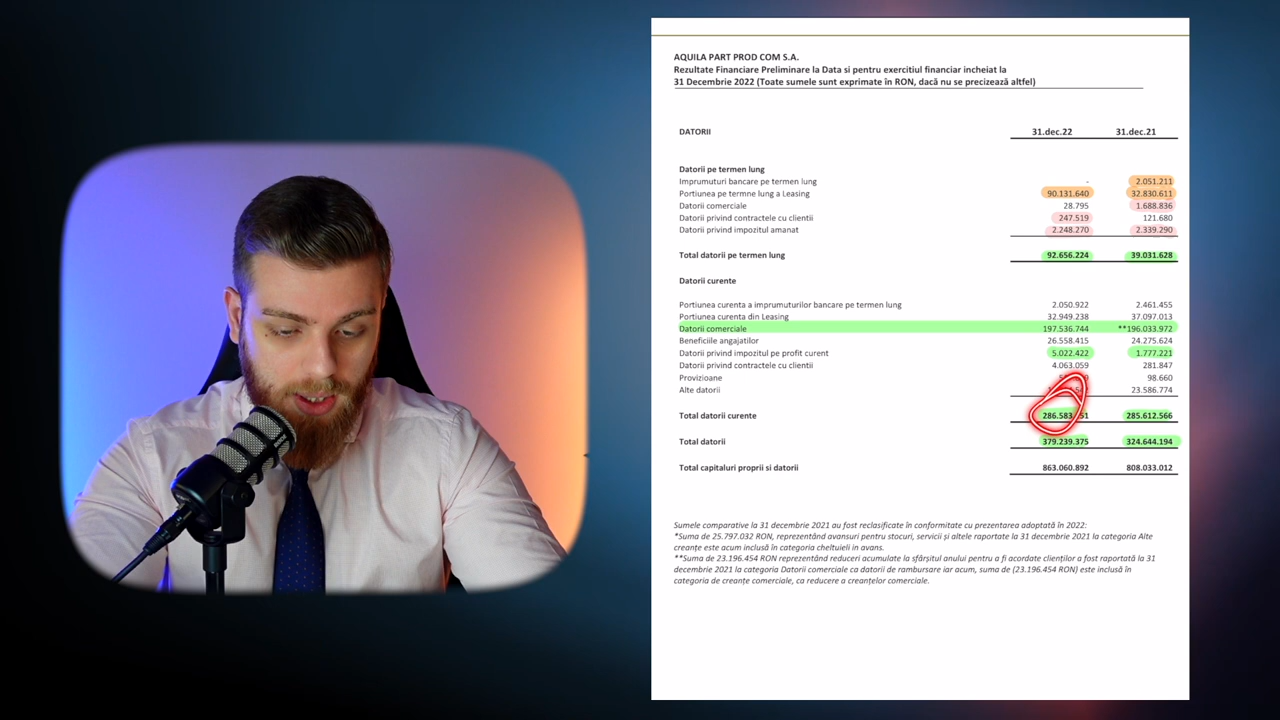 AQUILA PART PROD COM S.A.
Rezultate Financiare Preliminare la Data si pentru exercitiul financiar incheiat la
31 Decembrie 2022 (Toate sumele sunt exprimate în RON, dacă nu se precizează altfel)
DATORII 31.dec.22 31.dec.21
Datorii pe termen lung
Imprumuturi bancare pe termen lung - 2.051.211
Portiunea pe termne lung a Leasing 90.131.640 32.830.611
Datorii comerciale 28.795 1.688.836
Datorii privind contractele cu clientii 247.519 121.680
Datorii privind impozitul amanat 2.248.270 2.339.290
Total datorii pe termen lung 92.656.224 39.031.628
Datorii curente
Portiunea curenta a imprumuturilor bancare pe termen lung 2.050.922 2.461.455
Portiunea curenta din Leasing 32.949.238 37.097.013
Datorii comerciale 197.536.744 **196.033.972
Beneficiile angajatilor 26.558.415 24.275.624
Datorii privind impozitul pe profit curent 5.022.422 1.777.221
Datorii privind contractele cu clientii 4.063.059 281.847
Provizioane 98.660
Alte datorii 23.586.774
Total datorii curente 285.612.566
Total datorii 379.239.375 324.644.194
Total capitaluri proprii si datorii 863.060.892 808.033.012
Sumele comparative la 31 decembrie 2021 au fost reclasificate în conformitate cu prezentarea adoptată în 2022:
*Suma de 25.797.032 RON, reprezentând avansuri pentru stocuri, servicii și altele raportate la 31 decembrie 2021 la categoria Alte
creanțe este acum inclusă în categoria cheltuieli in avans.
**Suma de 23.196.454 RON reprezentând reduceri acumulate la sfârșitul anului pentru a fi acordate clienților a fost raportată la 31
decembrie 2021 la categoria Datorii comerciale ca datorii de rambursare iar acum, suma de (23.196.454 RON) este inclusă în
categoria de creanțe comerciale, ca reducere a creanțelor comerciale.